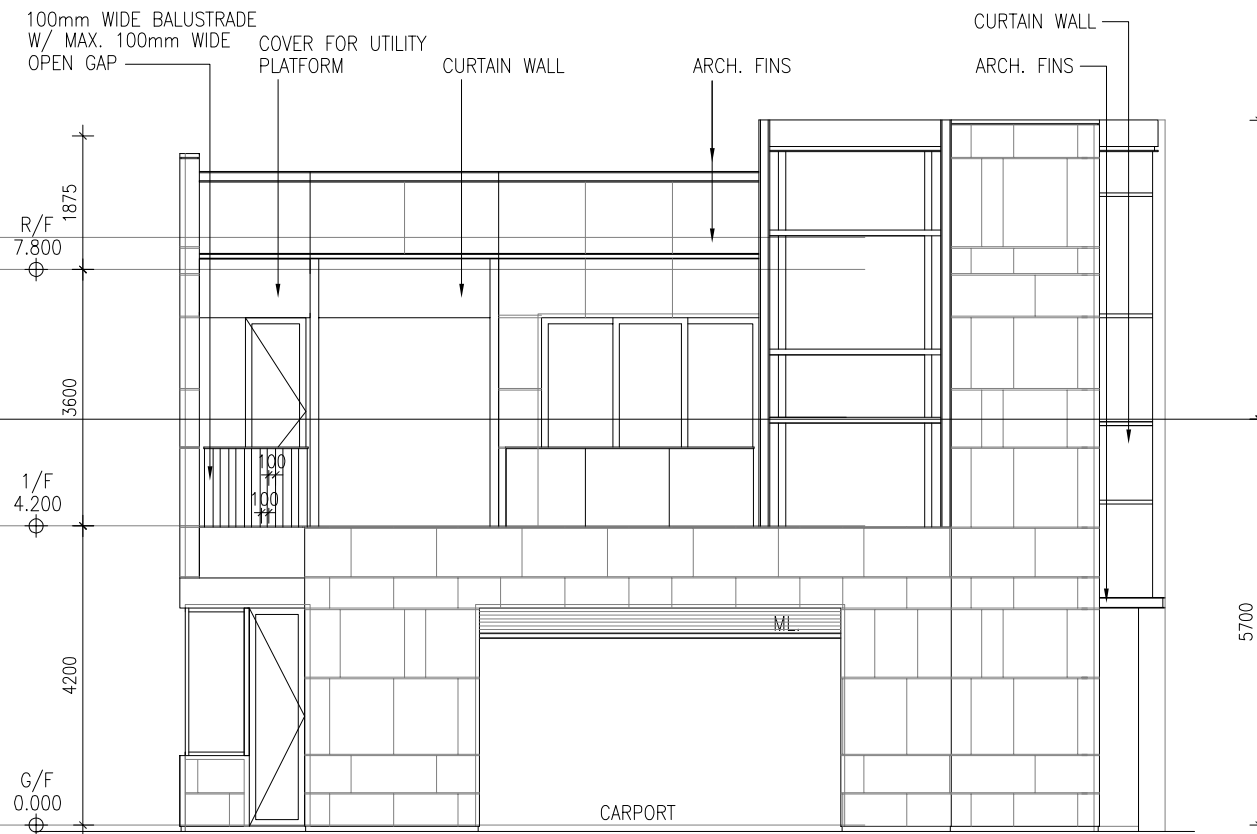 100mm WIDE BALUSTRADE
W/ MAX. 100mm WIDE
OPEN GAP
COVER FOR UTILITY
PLATFORM
CURTAIN WALL
ARCH. FINS
CURTAIN WALL
ARCH. FINS
1875
R/F
7.800
3600
100
1/F
4.200
100
5700
ML.
4200
G/F
0.000
CARPORT